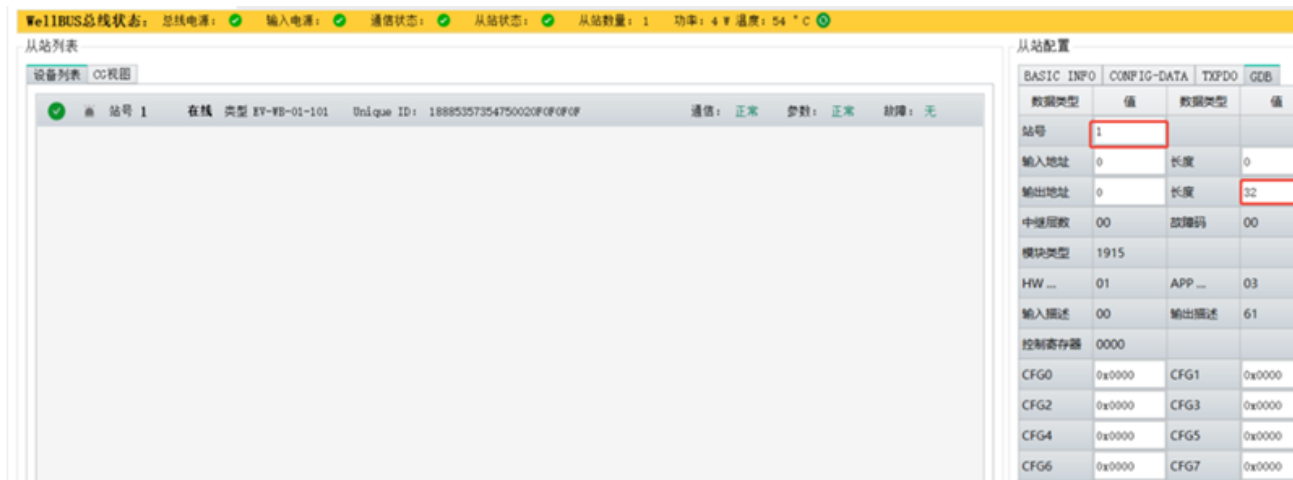 WellBUS总线状态： 总线电源： 输入电源： 通信状态： 从站状态： 从站数量： 1 功率： 4 W 温度： 54 °C
从站列表
设备列表 CC视图
站号 1 在线 类型 EV-WB-01-101 Unique ID: 18885357354750020F0F0F0F 通信： 正常 参数： 正常 故障： 无
从站配置
BASIC INFO CONFIG-DATA TXPDO GDB
数据类型 值 数据类型 值
站号 1
输入地址 0 长度 0
输出地址 0 长度 32
中继层数 00 故障码 00
模块类型 1915
HW ... 01 APP ... 03
输入描述 00 输出描述 61
控制寄存器 0000
CFG0 0x0000 CFG1 0x0000
CFG2 0x0000 CFG3 0x0000
CFG4 0x0000 CFG5 0x0000
CFG6 0x0000 CFG7 0x0000